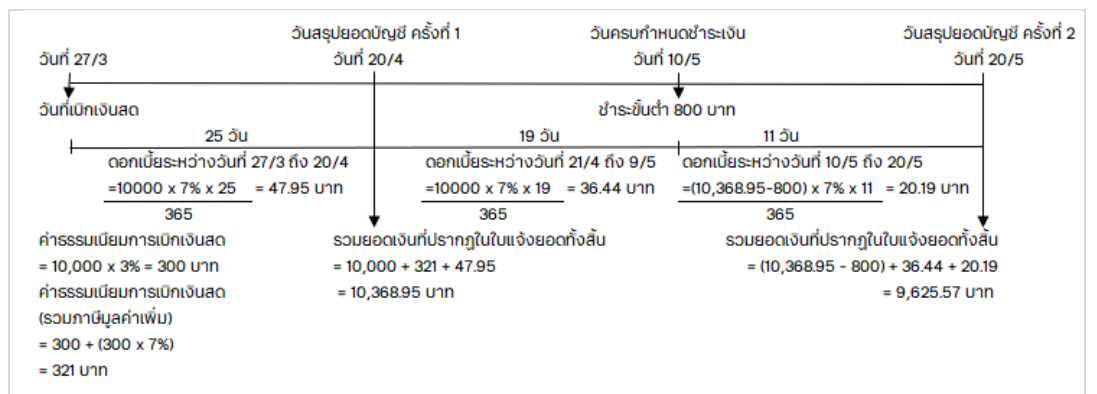 วันสรุปยอดบัญชี ครั้งที่ 1 วันครบกำหนดชำระเงิน วันสรุปยอดบัญชี ครั้งที่ 2
วันที่ 27/3 วันที่ 20/4 วันที่ 10/5 วันที่ 20/5
วันที่เบิกเงินสด ชำระขั้นต่ำ 800 บาท
25 วัน 19 วัน 11 วัน
ดอกเบี้ยระหว่างวันที่ 27/3 ถึง 20/4 ดอกเบี้ยระหว่างวันที่ 21/4 ถึง 9/5 ดอกเบี้ยระหว่างวันที่ 10/5 ถึง 20/5
=10000 x 7% x 25 = 47.95 บาท =10000 x 7% x 19 = 36.44 บาท =(10,368.95-800) x 7% x 11 = 20.19 บาท
365 365 365
ค่าธรรมเนียมการเบิกเงินสด รวมยอดเงินที่ปรากฏในใบแจ้งยอดทั้งสิ้น รวมยอดเงินที่ปรากฏในใบแจ้งยอดทั้งสิ้น
= 10,000 x 3% = 300 บาท = 10,000 + 321 + 47.95 = (10,368.95 - 800) + 36.44 + 20.19
ค่าธรรมเนียมการเบิกเงินสด = 10,368.95 บาท = 9,625.57 บาท
(รวมภาษีมูลค่าเพิ่ม)
= 300 + (300 x 7%)
= 321 บาท